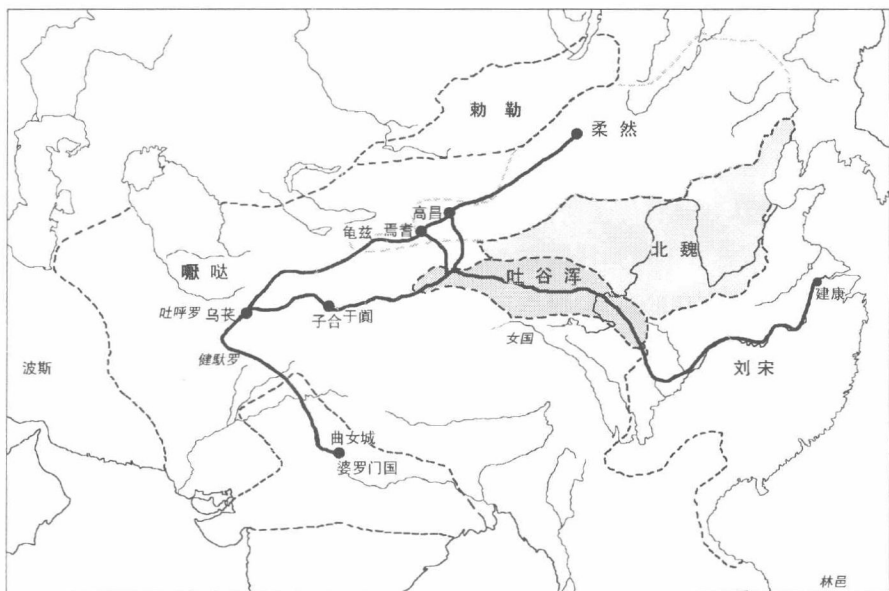 勒勒
柔然
高昌
龟兹 焉耆
北魏
嚈哒
吐谷浑
建康
吐呼罗
乌苌
子合
于阗
女国
刘宋
健馱罗
波斯
曲女城
婆罗门国
林邑